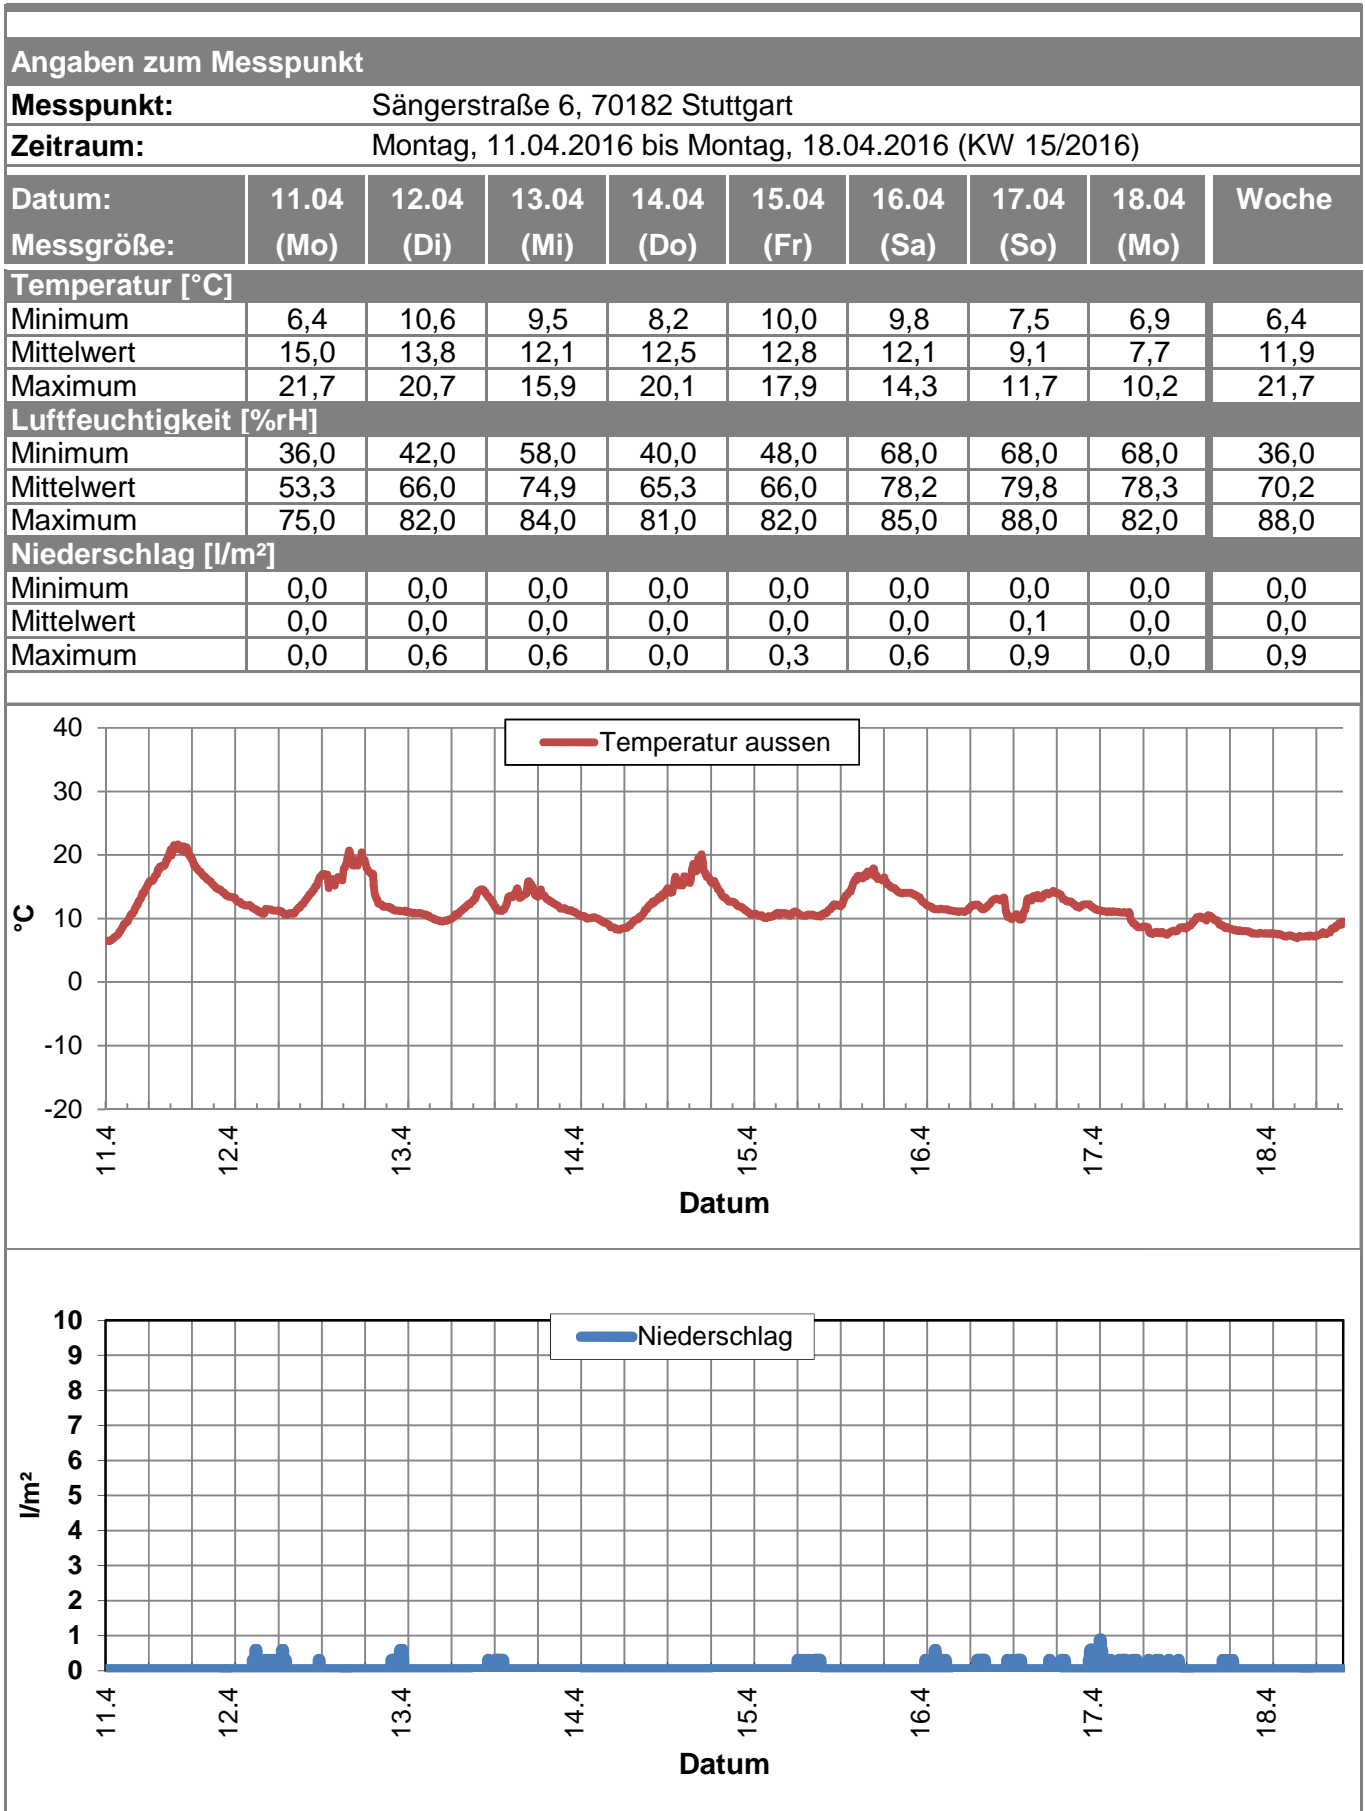 Angaben zum Messpunkt
Messpunkt: Sängerstraße 6, 70182 Stuttgart
Zeitraum: Montag, 11.04.2016 bis Montag, 18.04.2016 (KW 15/2016)
Datum: 11.04 12.04 13.04 14.04 15.04 16.04 17.04 18.04 Woche
Messgröße: (Mo) (Di) (Mi) (Do) (Fr) (Sa) (So) (Mo)
Temperatur [°C]
Minimum 6,4 10,6 9,5 8,2 10,0 9,8 7,5 6,9 6,4
Mittelwert 15,0 13,8 12,1 12,5 12,8 12,1 9,1 7,7 11,9
Maximum 21,7 20,7 15,9 20,1 17,9 14,3 11,7 10,2 21,7
Luftfeuchtigkeit [%rH]
Minimum 36,0 42,0 58,0 40,0 48,0 68,0 68,0 68,0 36,0
Mittelwert 53,3 66,0 74,9 65,3 66,0 78,2 79,8 78,3 70,2
Maximum 75,0 82,0 84,0 81,0 82,0 85,0 88,0 82,0 88,0
Niederschlag [l/m²]
Minimum 0,0 0,0 0,0 0,0 0,0 0,0 0,0 0,0 0,0
Mittelwert 0,0 0,0 0,0 0,0 0,0 0,0 0,1 0,0 0,0
Maximum 0,0 0,6 0,6 0,0 0,3 0,6 0,9 0,0 0,9
Temperatur aussen
40
30
20
10
0
-10
-20
°C
11.4 12.4 13.4 14.4 15.4 16.4 17.4 18.4
Datum
Niederschlag
10
9
8
7
6
5
4
3
2
1
0
l/m²
11.4 12.4 13.4 14.4 15.4 16.4 17.4 18.4
Datum